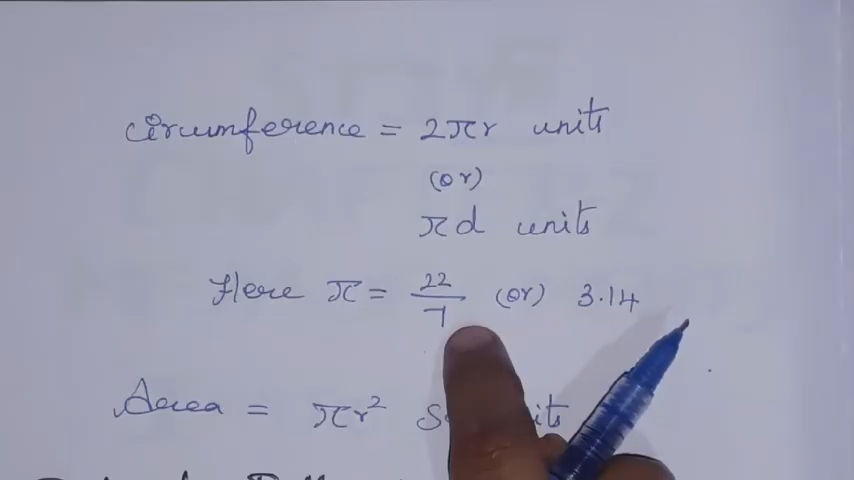 Circumference = 2πr units
(or)
πd units
Here π = 22/7 (or) 3.14
Area = πr²